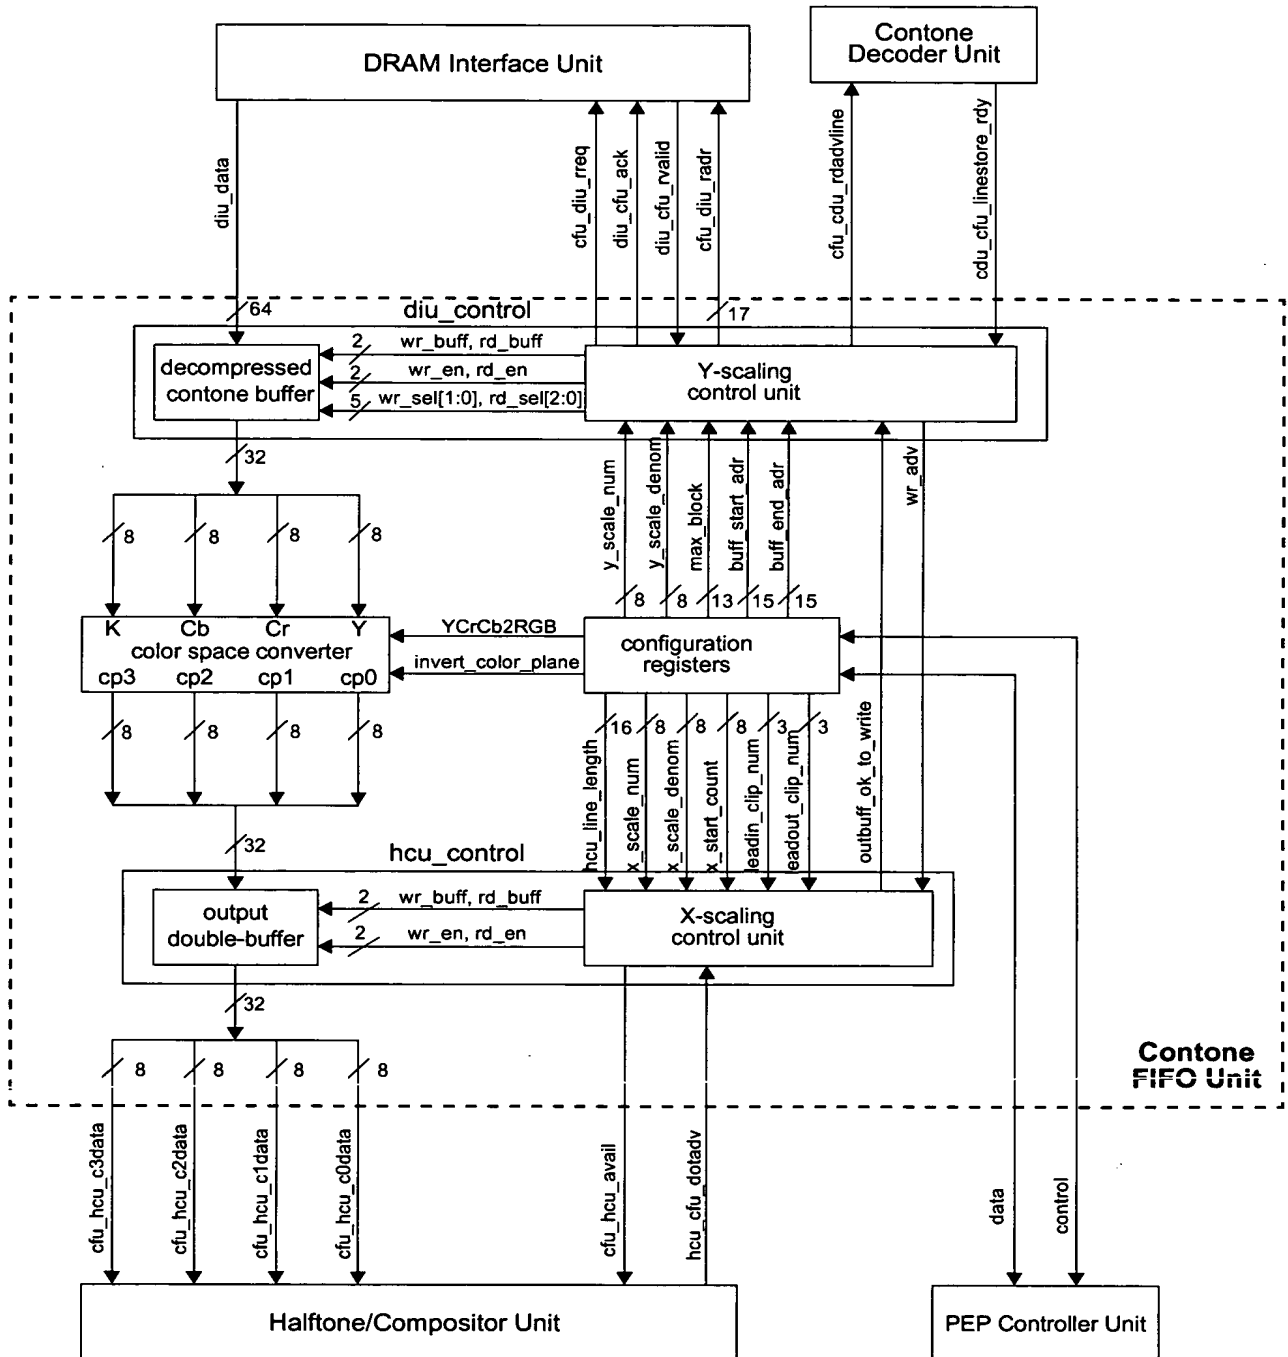 DRAM Interface Unit
Contone
Decoder Unit
diu_data
cfu_diu_rreq
diu_cfu_ack
diu_cfu_rvalid
cfu_diu_radr
cfu_cdu_rdadvline
cdu_cfu_linestore_rdy
64
diu_control
17
decompressed
contone buffer
2
wr_buff, rd_buff
2
wr_en, rd_en
5
wr_sel[1:0], rd_sel[2:0]
Y-scaling
control unit
32
8
8
8
8
y_scale_num
y_scale_denom
max_block
buff_start_adr
buff_end_adr
wr_adv
8
8
13
15
15
K
Cb
Cr
Y
color space converter
cp3
cp2
cp1
cp0
YCrCb2RGB
invert_color_plane
configuration
registers
8
8
8
8
16
8
8
8
3
3
hcu_line_length
x_scale_num
x_scale_denom
x_start_count
leadin_clip_num
leadout_clip_num
outbuff_ok_to_write
32
hcu_control
output
double-buffer
2
wr_buff, rd_buff
2
wr_en, rd_en
X-scaling
control unit
32
8
8
8
8
Contone
FIFO Unit
cfu_hcu_c3data
cfu_hcu_c2data
cfu_hcu_c1data
cfu_hcu_c0data
cfu_hcu_avail
hcu_cfu_dotadv
data
control
Halftone/Compositor Unit
PEP Controller Unit